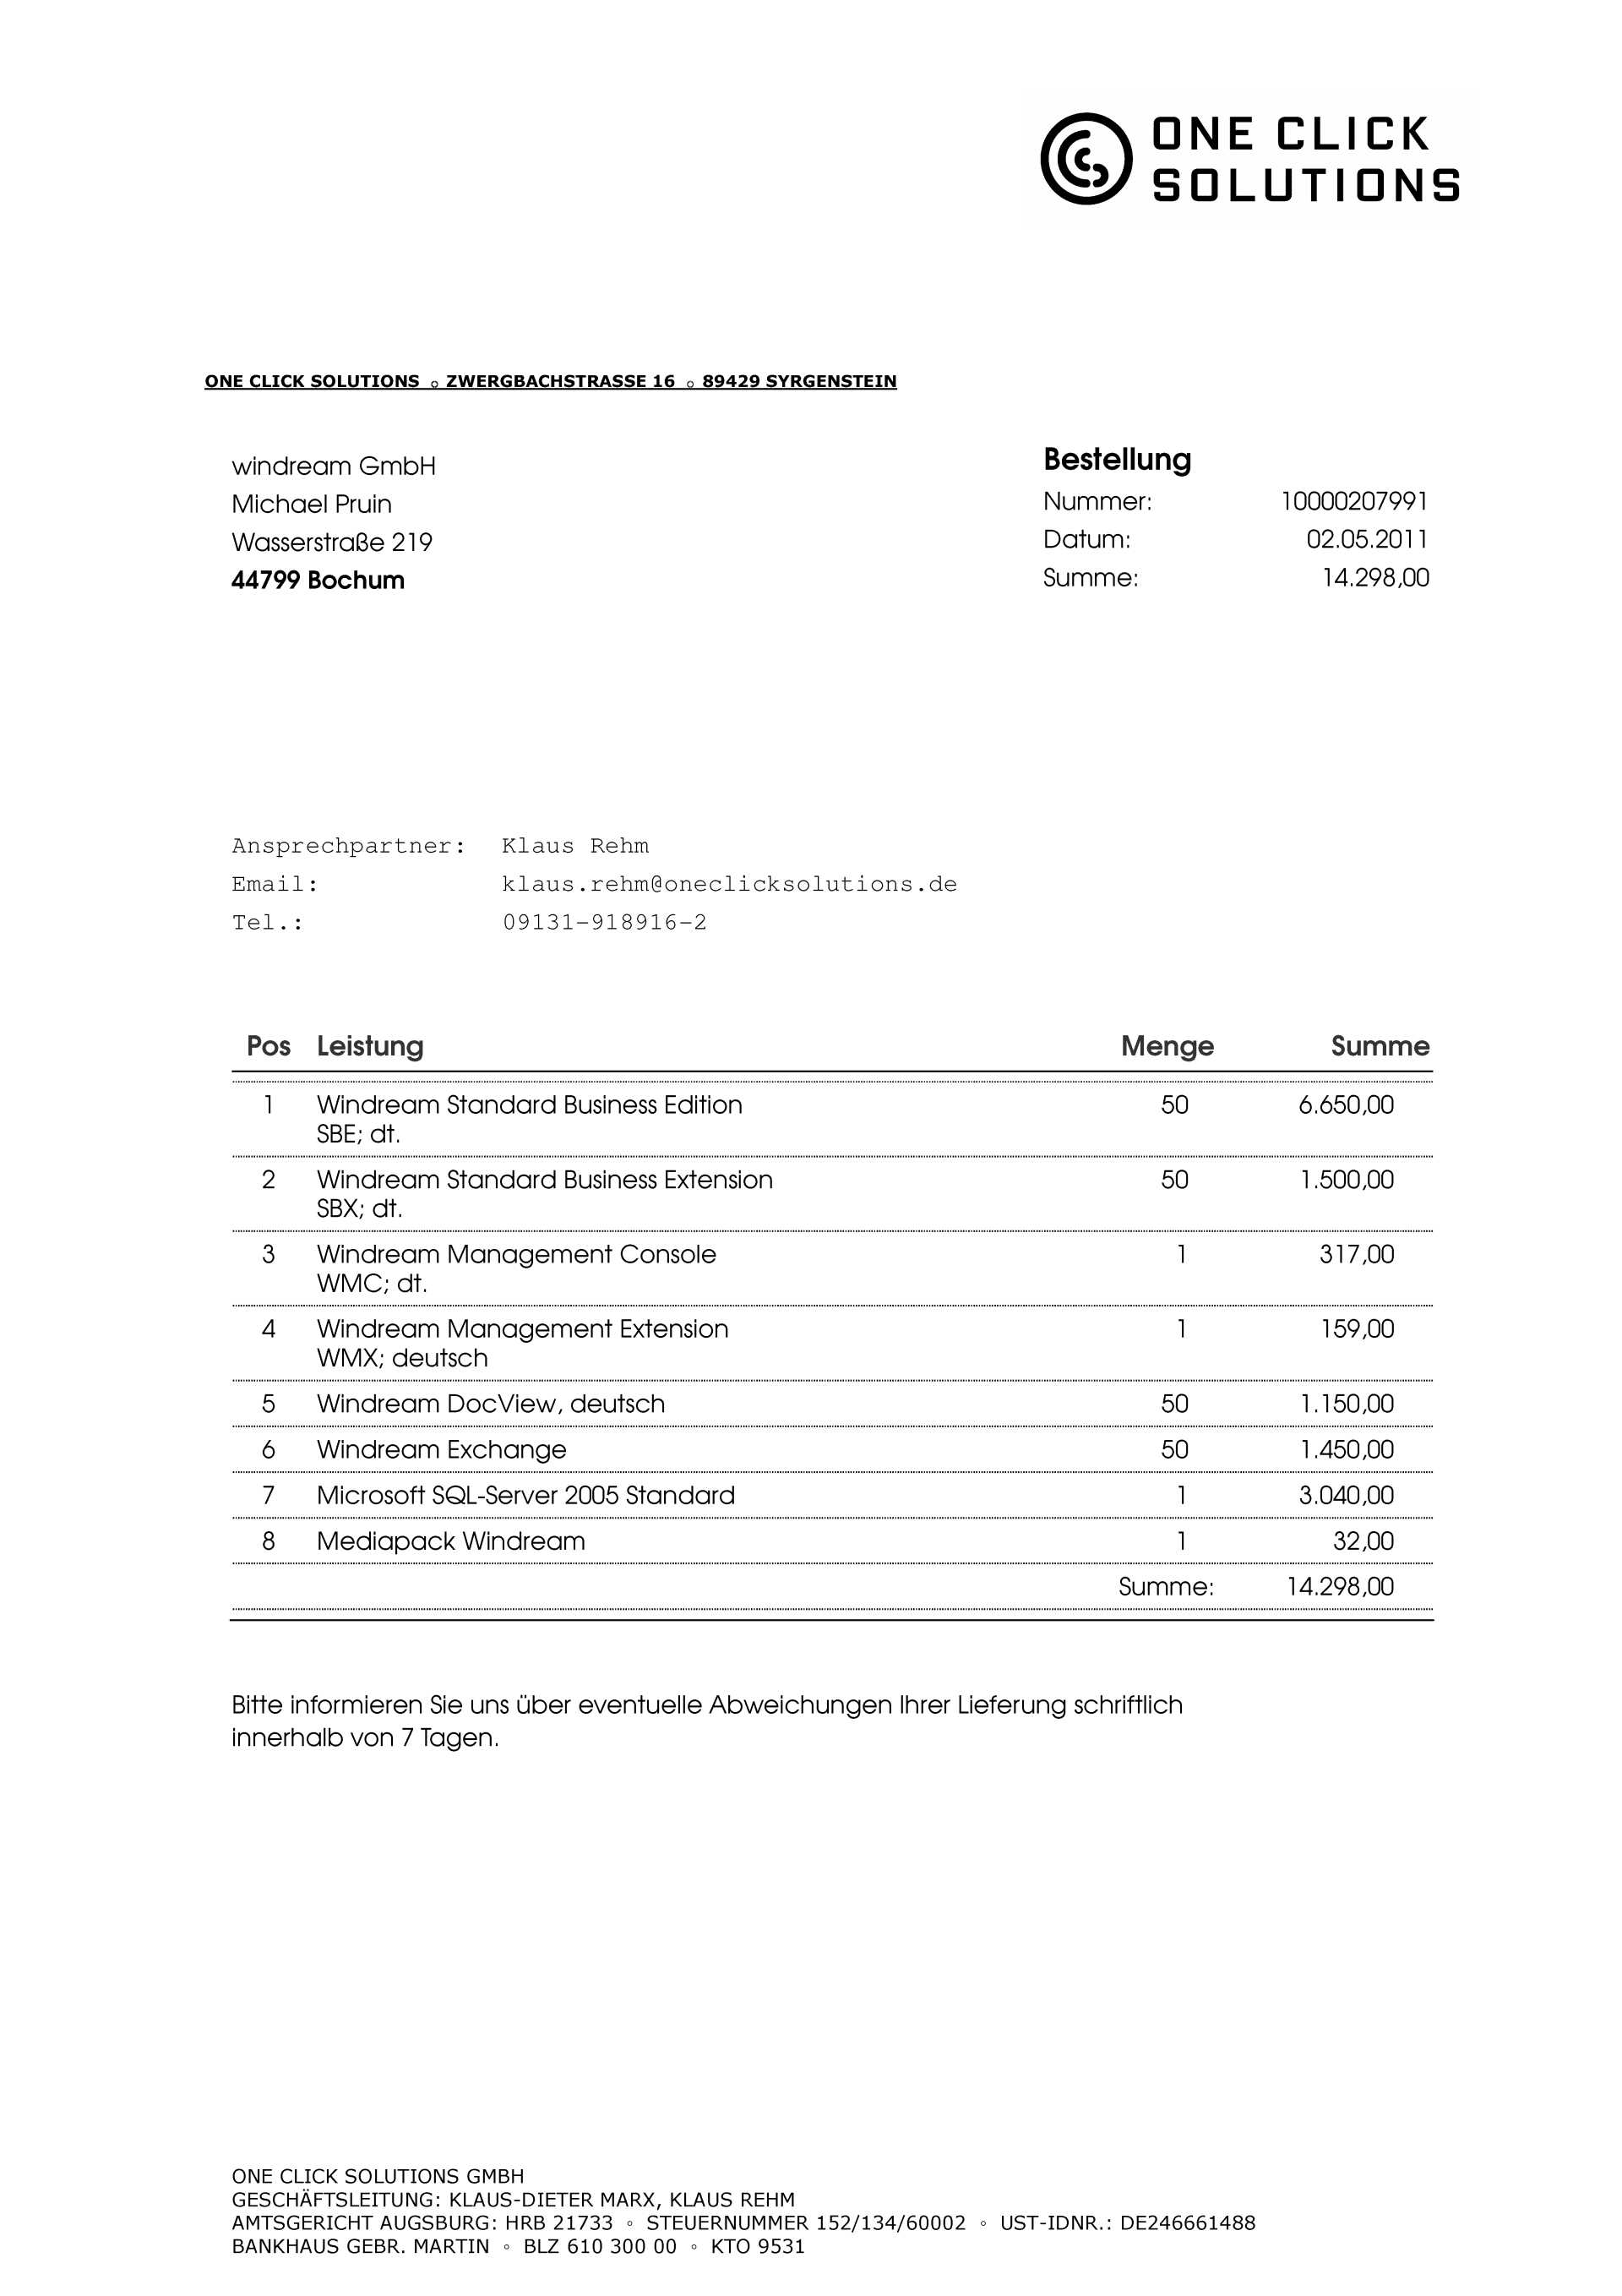 ONE CLICK
SOLUTIONS
ONE CLICK SOLUTIONS ◦ ZWERGBACHSTRASSE 16 ◦ 89429 SYRGENSTEIN
windream GmbH
Michael Pruin
Wasserstraße 219
44799 Bochum
Bestellung
Nummer: 10000207991
Datum: 02.05.2011
Summe: 14.298,00
Ansprechpartner: Klaus Rehm
Email: klaus.rehm@oneclicksolutions.de
Tel.: 09131-918916-2
Pos Leistung Menge Summe
1 Windream Standard Business Edition 50 6.650,00
SBE; dt.
2 Windream Standard Business Extension 50 1.500,00
SBX; dt.
3 Windream Management Console 1 317,00
WMC; dt.
4 Windream Management Extension 1 159,00
WMX; deutsch
5 Windream DocView, deutsch 50 1.150,00
6 Windream Exchange 50 1.450,00
7 Microsoft SQL-Server 2005 Standard 1 3.040,00
8 Mediapack Windream 1 32,00
Summe: 14.298,00
Bitte informieren Sie uns über eventuelle Abweichungen Ihrer Lieferung schriftlich
innerhalb von 7 Tagen.
ONE CLICK SOLUTIONS GMBH
GESCHÄFTSLEITUNG: KLAUS-DIETER MARX, KLAUS REHM
AMTSGERICHT AUGSBURG: HRB 21733 ◦ STEUERNUMMER 152/134/60002 ◦ UST-IDNR.: DE246661488
BANKHAUS GEBR. MARTIN ◦ BLZ 610 300 00 ◦ KTO 9531